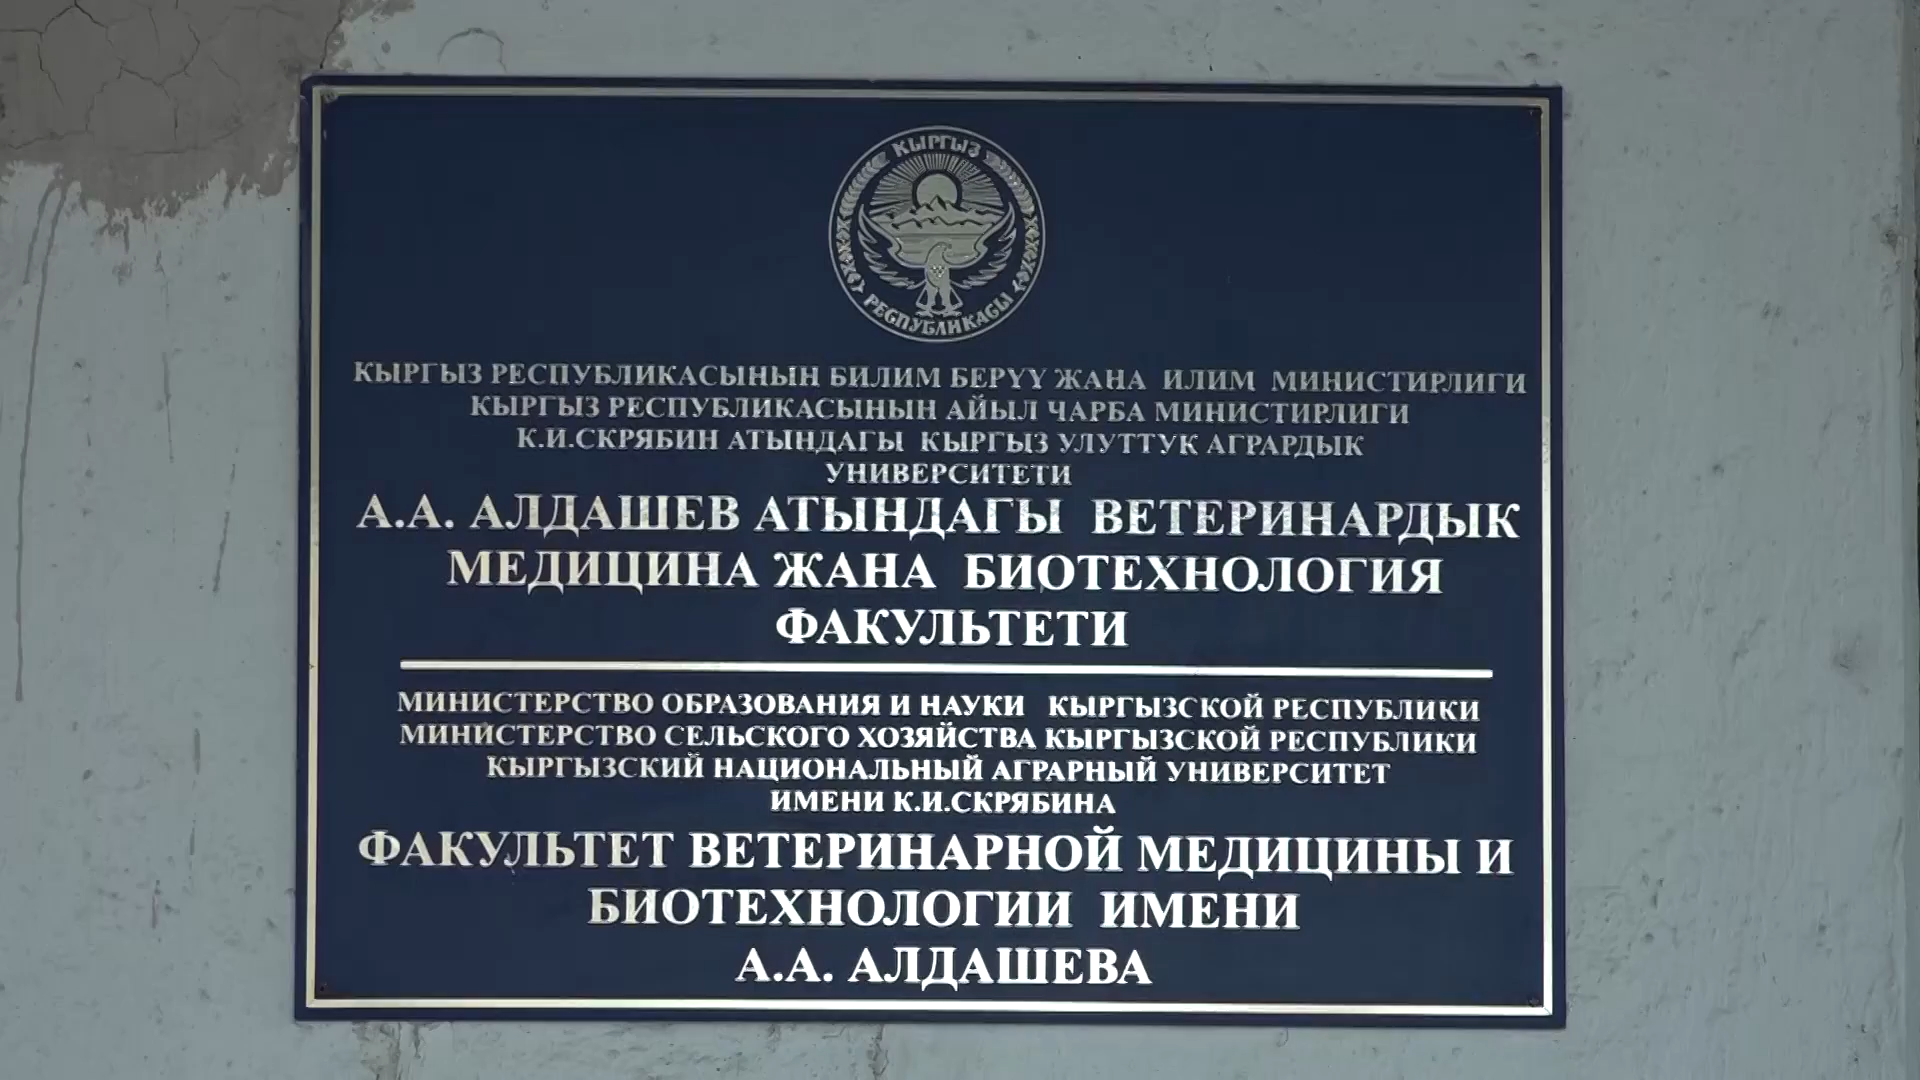 КЫРГЫЗ
РЕСПУБЛИКАСЫ
КЫРГЫЗ РЕСПУБЛИКАСЫНЫН БИЛИМ БЕРҮҮ ЖАНА ИЛИМ МИНИСТИРЛИГИ
КЫРГЫЗ РЕСПУБЛИКАСЫНЫН АЙЫЛ ЧАРБА МИНИСТИРЛИГИ
К.И.СКРЯБИН АТЫНДАГЫ КЫРГЫЗ УЛУТТУК АГРАРДЫК
УНИВЕРСИТЕТИ
А.А. АЛДАШЕВ АТЫНДАГЫ ВЕТЕРИНАРДЫК
МЕДИЦИНА ЖАНА БИОТЕХНОЛОГИЯ
ФАКУЛЬТЕТИ
МИНИСТЕРСТВО ОБРАЗОВАНИЯ И НАУКИ КЫРГЫЗСКОЙ РЕСПУБЛИКИ
МИНИСТЕРСТВО СЕЛЬСКОГО ХОЗЯЙСТВА КЫРГЫЗСКОЙ РЕСПУБЛИКИ
КЫРГЫЗСКИЙ НАЦИОНАЛЬНЫЙ АГРАРНЫЙ УНИВЕРСИТЕТ
ИМЕНИ К.И.СКРЯБИНА
ФАКУЛЬТЕТ ВЕТЕРИНАРНОЙ МЕДИЦИНЫ И
БИОТЕХНОЛОГИИ ИМЕНИ
А.А. АЛДАШЕВА